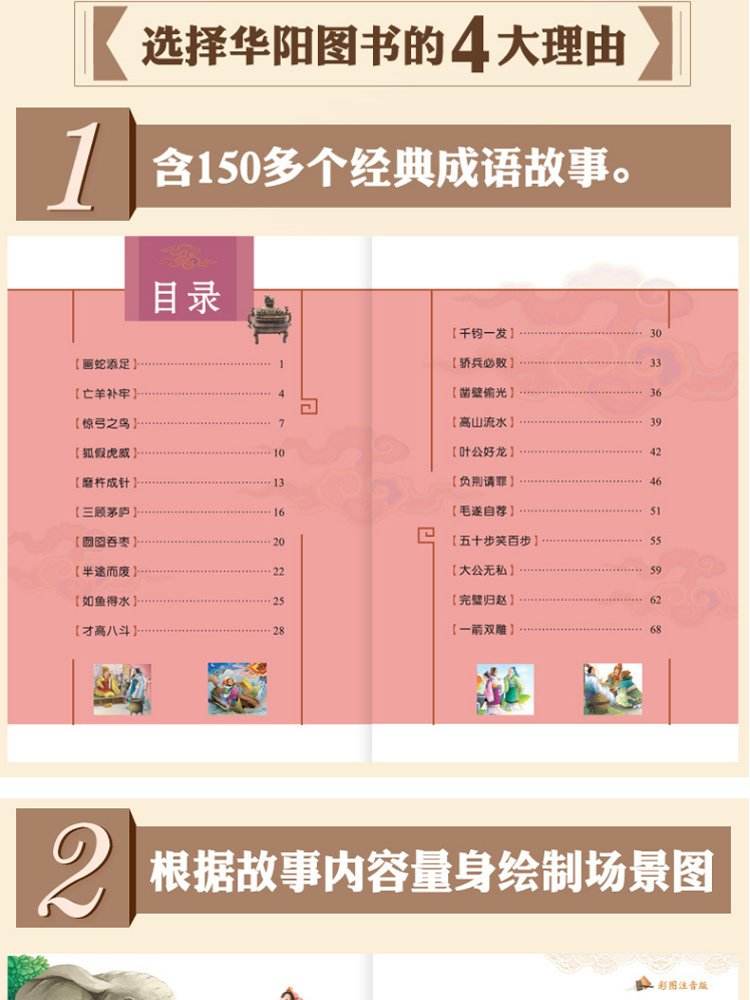 选择华阳图书的4大理由
1
含150多个经典成语故事。
目录
【画蛇添足】 1
【亡羊补牢】 4
【惊弓之鸟】 7
【狐假虎威】 10
【磨杵成针】 13
【三顾茅庐】 16
【囫囵吞枣】 20
【半途而废】 22
【如鱼得水】 25
【才高八斗】 28
【千钧一发】 30
【骄兵必败】 33
【凿壁偷光】 36
【高山流水】 39
【叶公好龙】 42
【负荆请罪】 46
【毛遂自荐】 51
【五十步笑百步】 55
【大公无私】 59
【完璧归赵】 62
【一箭双雕】 68
2
根据故事内容量身绘制场景图
彩图注音版